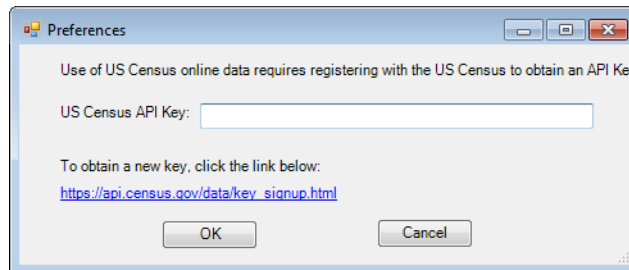 Preferences
Use of US Census online data requires registering with the US Census to obtain an API Ke
US Census API Key:
To obtain a new key, click the link below:
https://api.census.gov/data/key_signup.html
OK Cancel